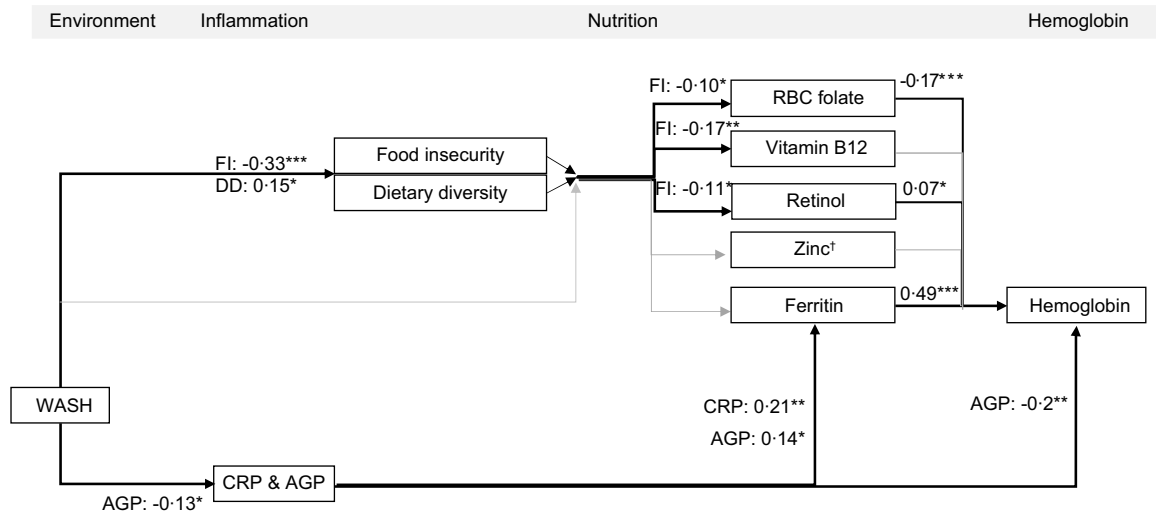 Environment
Inflammation
Nutrition
Hemoglobin
FI: -0·10*
RBC folate
-0·17***
FI: -0·17**
Vitamin B12
FI: -0·33***
DD: 0·15*
Food insecurity
Dietary diversity
FI: -0·11*
Retinol
0·07*
Zinc†
Ferritin
0·49***
Hemoglobin
WASH
CRP: 0·21**
AGP: 0·14*
AGP: -0·2**
AGP: -0·13*
CRP & AGP